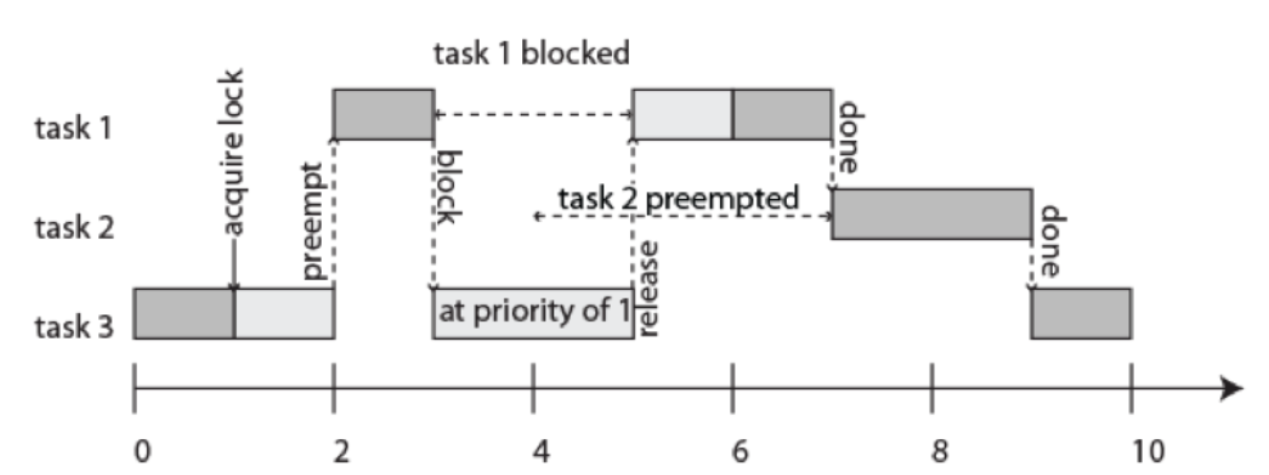 task 1 blocked
task 1
acquire lock
preempt
block
done
task 2 preempted
task 2
done
task 3
at priority of 1
release
0 2 4 6 8 10